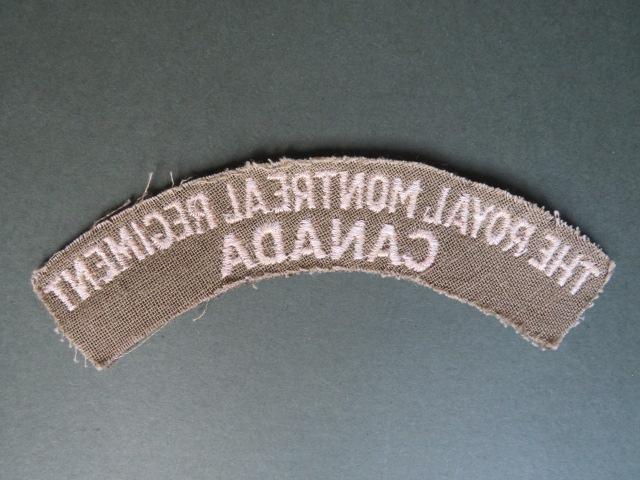 THE ROYAL MONTREAL REGIMENT
CANADA